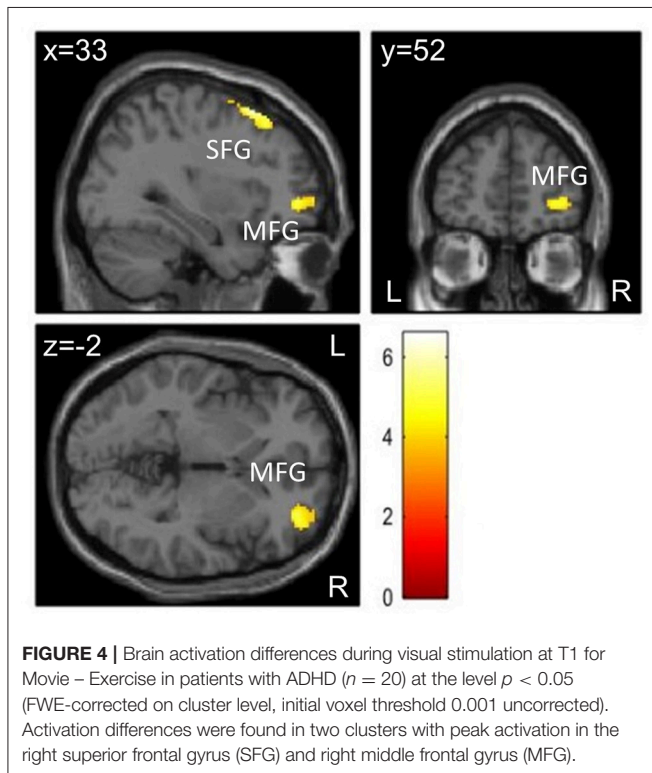 x=33
SFG
MFG
y=52
MFG
L
R
z=-2
L
MFG
R
6
4
2
0
FIGURE 4 | Brain activation differences during visual stimulation at T1 for
Movie – Exercise in patients with ADHD (n = 20) at the level p < 0.05
(FWE-corrected on cluster level, initial voxel threshold 0.001 uncorrected).
Activation differences were found in two clusters with peak activation in the
right superior frontal gyrus (SFG) and right middle frontal gyrus (MFG).